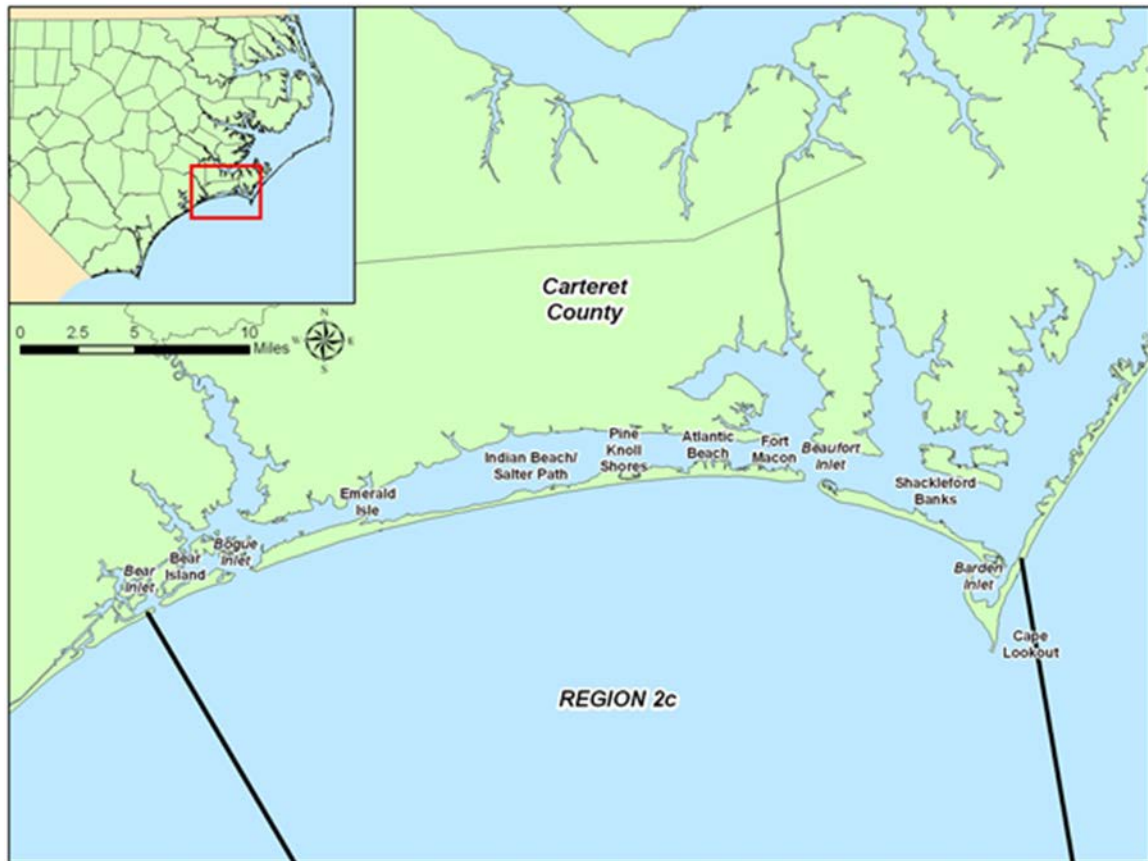 0 2.5 5 10
Miles
N
W
E
S
Carteret
County
Pine
Knoll
Shores
Atlantic
Beach
Fort
Macon
Beaufort
Inlet
Indian Beach/
Salter Path
Shackleford
Banks
Emerald
Isle
Bogue
Inlet
Bear
Island
Bear
Inlet
Barden
Inlet
Cape
Lookout
REGION 2c